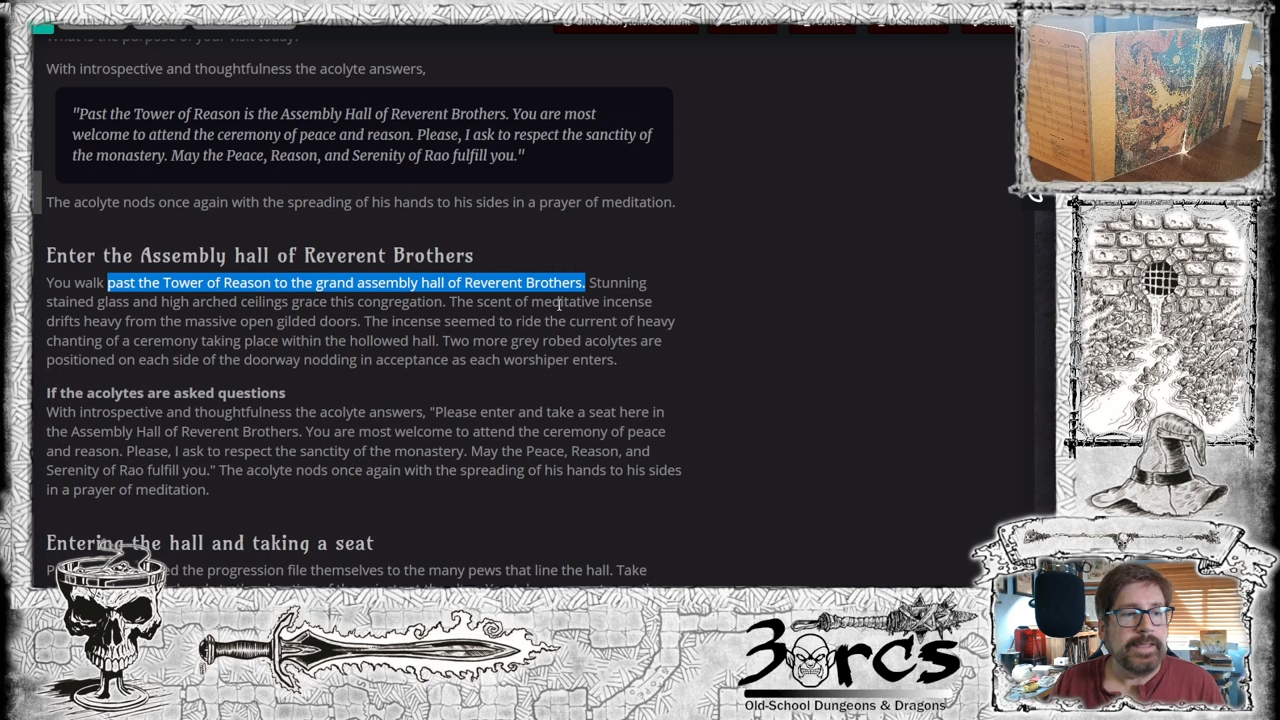 What is the purpose of your visit today?
With introspective and thoughtfulness the acolyte answers,
"Past the Tower of Reason is the Assembly Hall of Reverent Brothers. You are most
welcome to attend the ceremony of peace and reason. Please, I ask to respect the sanctity of
the monastery. May the Peace, Reason, and Serenity of Rao fulfill you."
The acolyte nods once again with the spreading of his hands to his sides in a prayer of meditation.
Enter the Assembly hall of Reverent Brothers
You walk past the Tower of Reason to the grand assembly hall of Reverent Brothers. Stunning
stained glass and high arched ceilings grace this congregation. The scent of meditative incense
drifts heavy from the massive open gilded doors. The incense seemed to ride the current of heavy
chanting of a ceremony taking place within the hollowed hall. Two more grey robed acolytes are
positioned on each side of the doorway nodding in acceptance as each worshiper enters.
If the acolytes are asked questions
With introspective and thoughtfulness the acolyte answers, "Please enter and take a seat here in
the Assembly Hall of Reverent Brothers. You are most welcome to attend the ceremony of peace
and reason. Please, I ask to respect the sanctity of the monastery. May the Peace, Reason, and
Serenity of Rao fulfill you." The acolyte nods once again with the spreading of his hands to his sides
in a prayer of meditation.
Entering the hall and taking a seat
the progression file themselves to the many pews that line the hall. Take
3orcs
Old-School Dungeons & Dragons